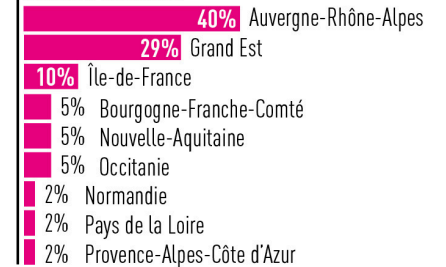 40% Auvergne-Rhône-Alpes
29% Grand Est
10% Île-de-France
5% Bourgogne-Franche-Comté
5% Nouvelle-Aquitaine
5% Occitanie
2% Normandie
2% Pays de la Loire
2% Provence-Alpes-Côte d'Azur